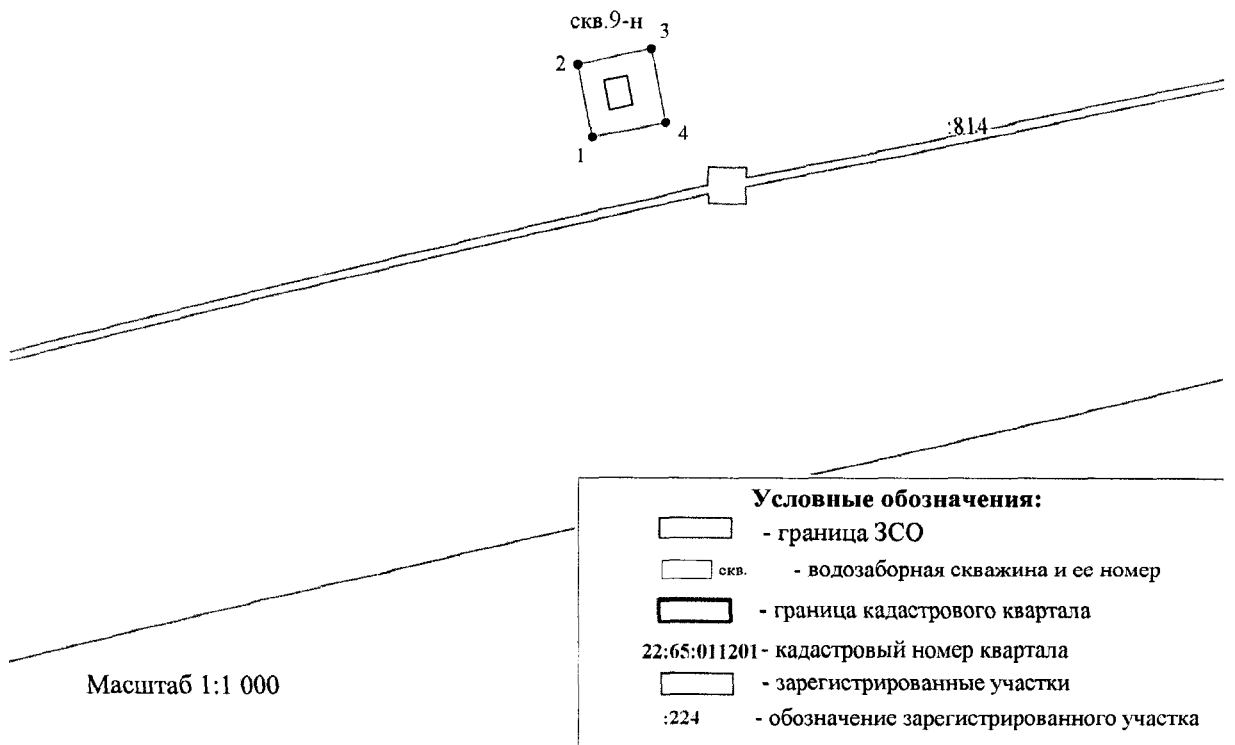 скв.9-н
3
2
4
1
:814
Условные обозначения:
- граница ЗСО
скв. - водозаборная скважина и ее номер
- граница кадастрового квартала
22:65:011201 - кадастровый номер квартала
- зарегистрированные участки
:224 - обозначение зарегистрированного участка
Масштаб 1:1 000